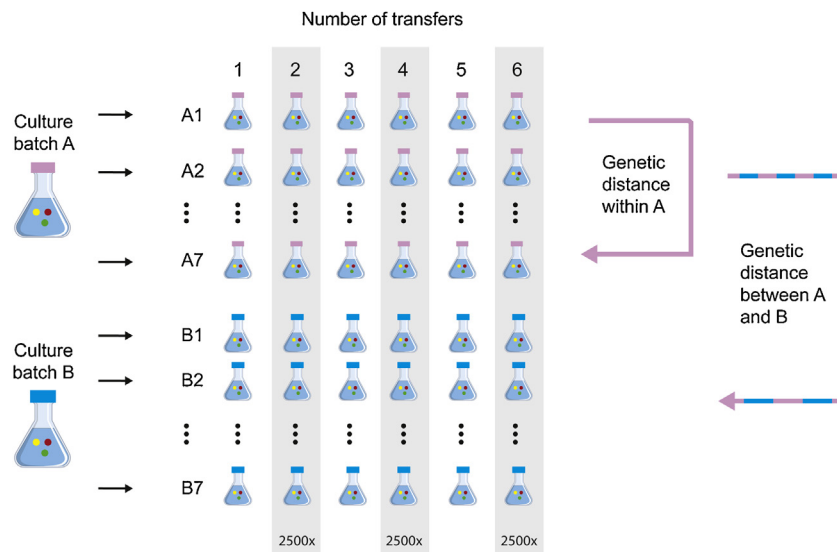 Number of transfers
1 2 3 4 5 6
Culture
batch A
A1
A2
A7
Genetic
distance
within A
Genetic
distance
between A
and B
Culture
batch B
B1
B2
B7
2500x 2500x 2500x